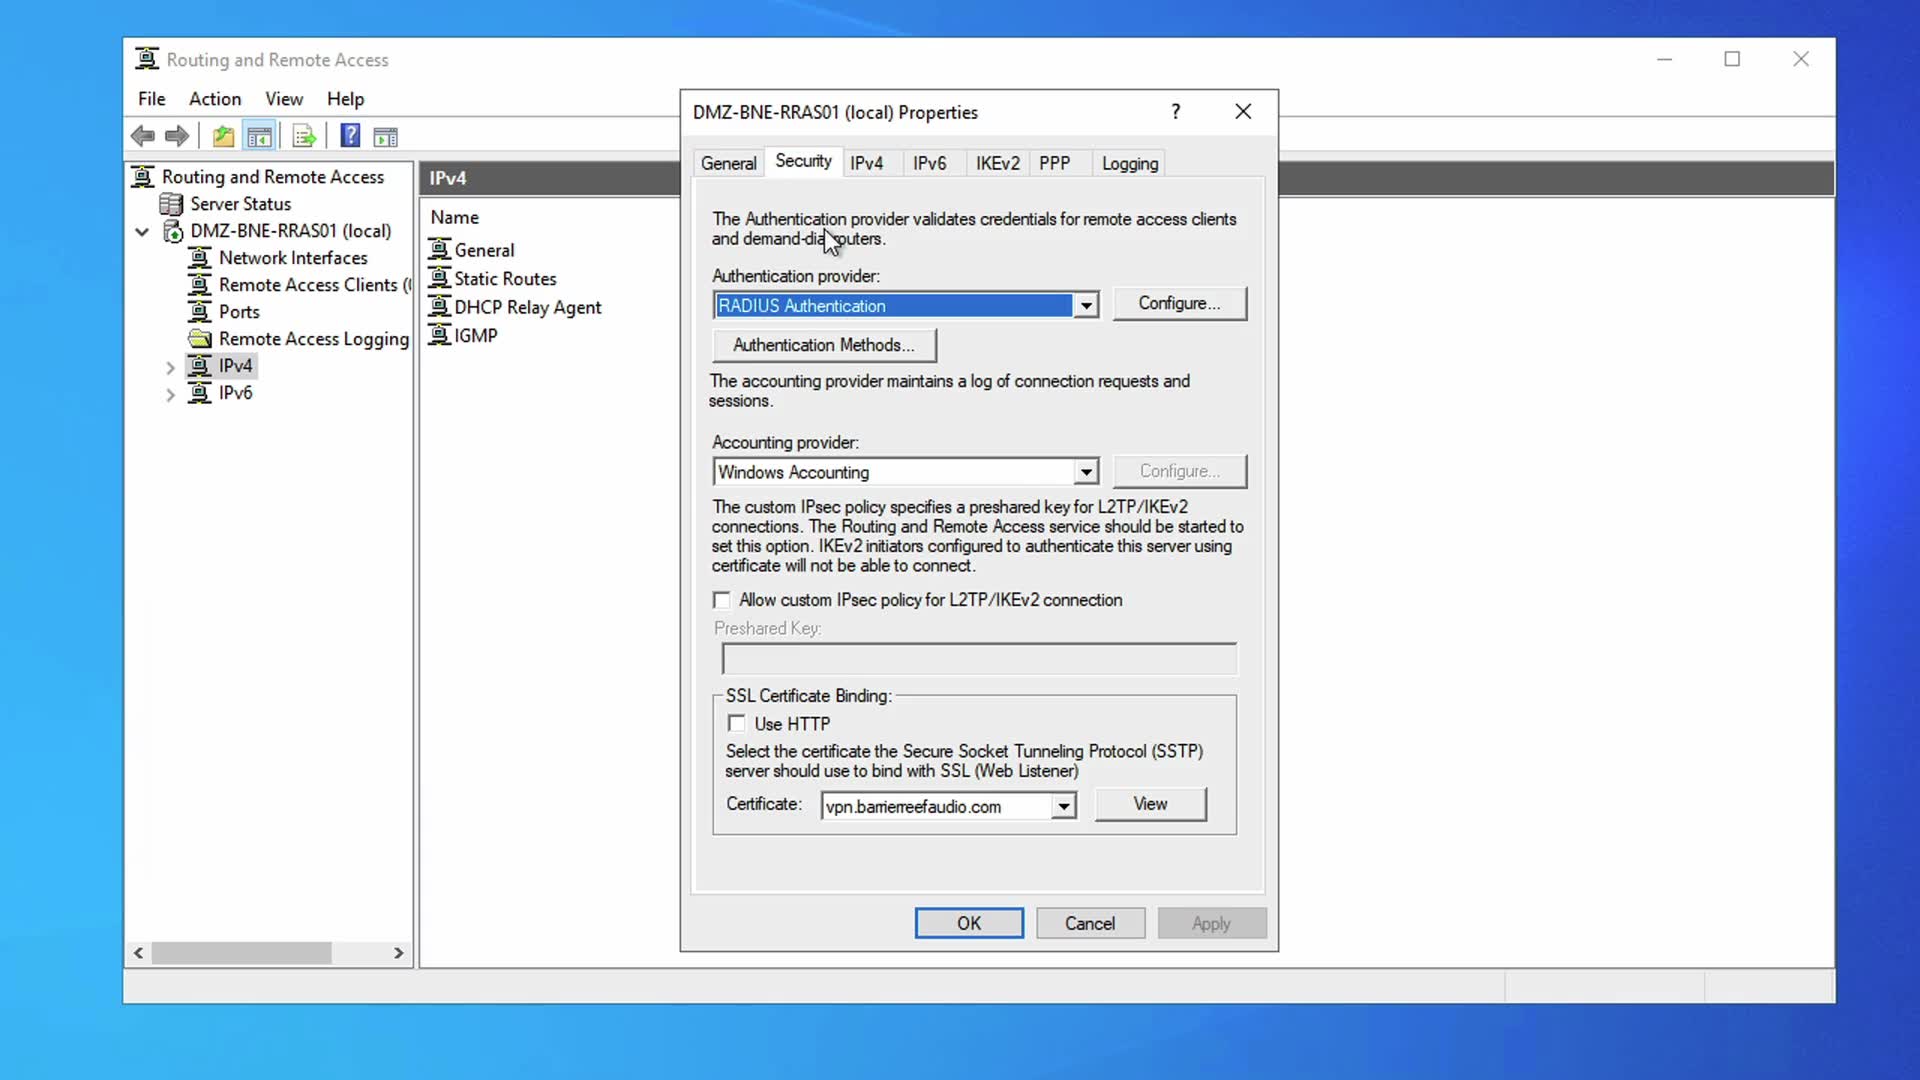 Routing and Remote Access
File Action View Help
Routing and Remote Access
Server Status
DMZ-BNE-RRAS01 (local)
Network Interfaces
Remote Access Clients (
Ports
Remote Access Logging
IPv4
IPv6
IPv4
Name
General
Static Routes
DHCP Relay Agent
IGMP
DMZ-BNE-RRAS01 (local) Properties
?
General Security IPv4 IPv6 IKEv2 PPP Logging
The Authentication provider validates credentials for remote access clients
and demand-dial routers.
Authentication provider:
RADIUS Authentication
Configure...
Authentication Methods...
The accounting provider maintains a log of connection requests and
sessions.
Accounting provider:
Windows Accounting
Configure...
The custom IPsec policy specifies a preshared key for L2TP/IKEv2
connections. The Routing and Remote Access service should be started to
set this option. IKEv2 initiators configured to authenticate this server using
certificate will not be able to connect.
Allow custom IPsec policy for L2TP/IKEv2 connection
Preshared Key:
SSL Certificate Binding:
Use HTTP
Select the certificate the Secure Socket Tunneling Protocol (SSTP)
server should use to bind with SSL (Web Listener)
Certificate: vpn.barrierreefaudio.com View
OK Cancel Apply